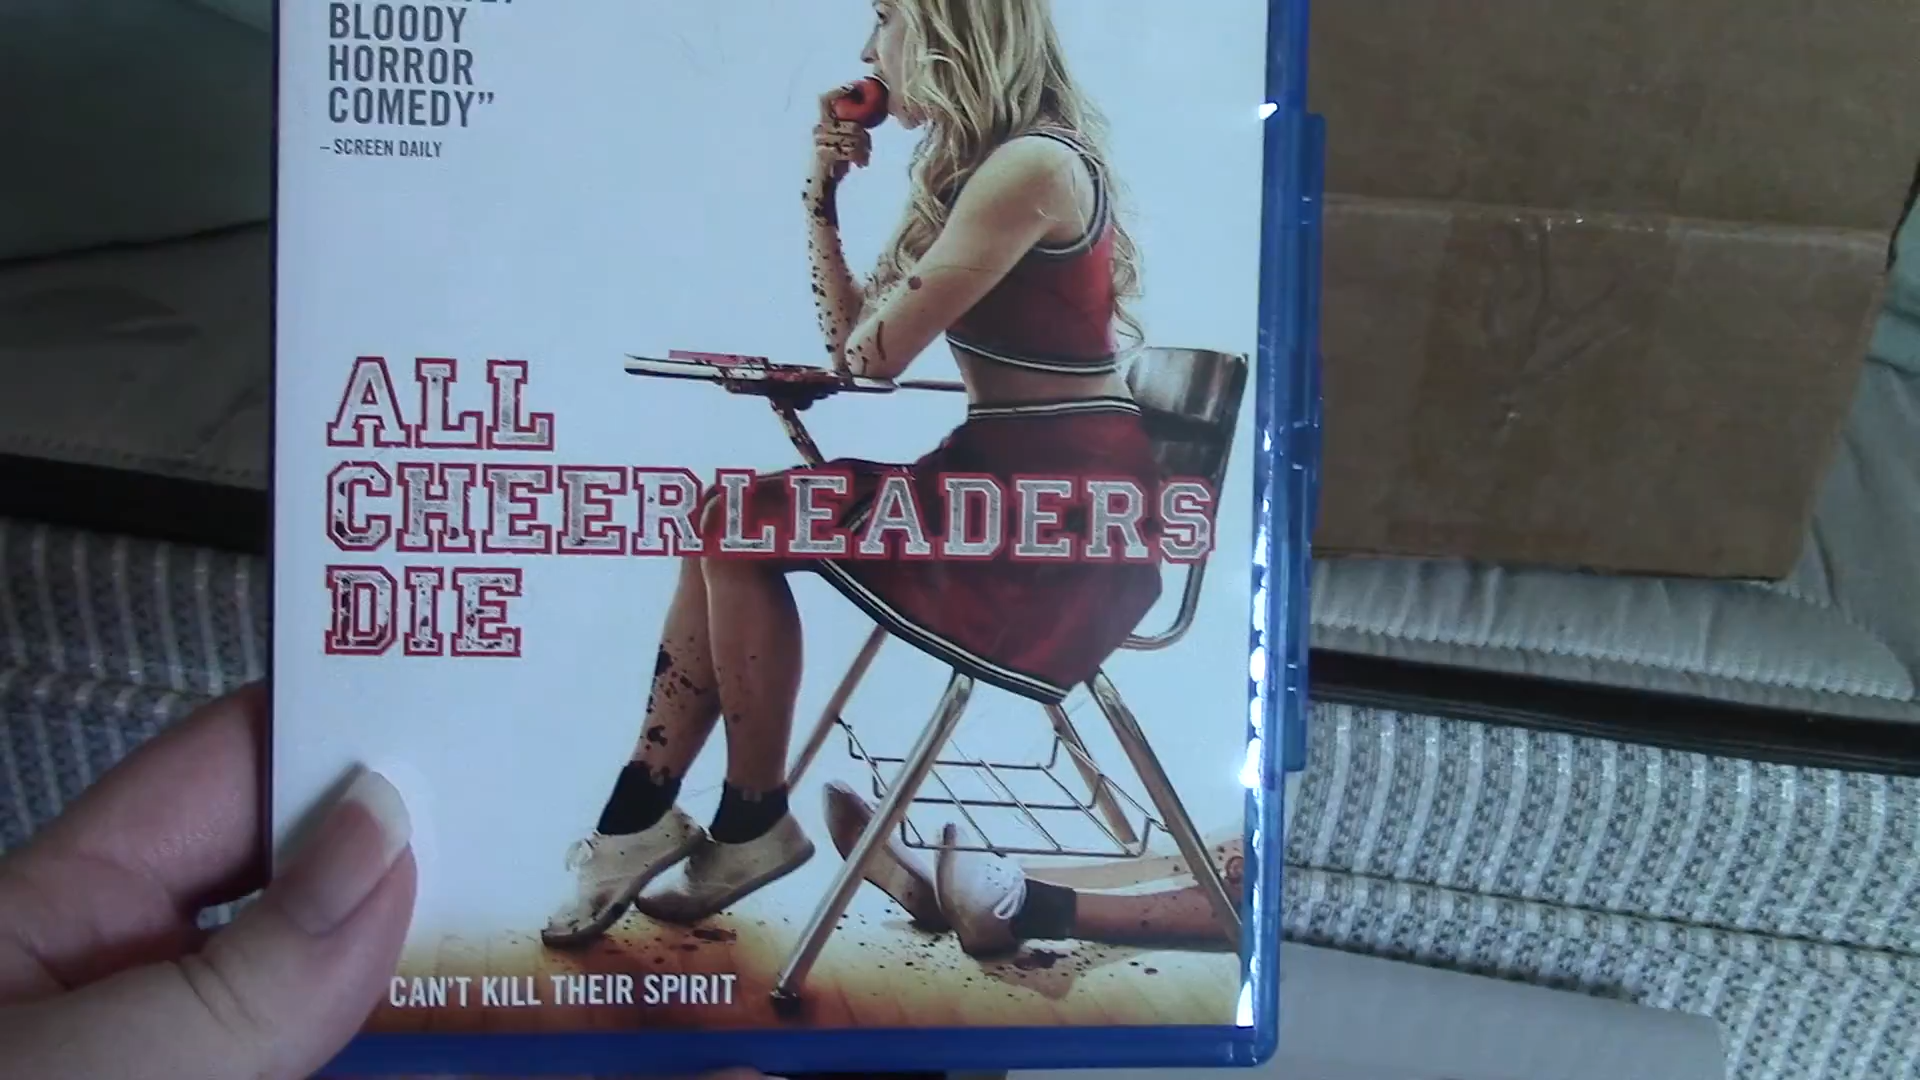 BLOODY
HORROR
COMEDY”
– SCREEN DAILY
ALL
CHEERLEADERS
DIE
CAN’T KILL THEIR SPIRIT